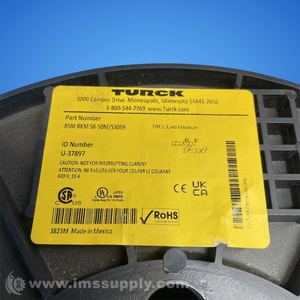 TURCK
3000 Campus Drive Minneapolis, Minnesota 55441-2656
1-800-544-7769 www.Turck.com
Part Number
RSM RKM 56-50M/S3059
ID Number
U-37897
CAUTION: NOT FOR INTERRUPTING CURRENT
ATTENTION: NE PAS UTILISER POUR COUPER LE COURANT
600 V, 10 A
CE
UK
CA
RoHS
3823M Made in Mexico
www.imssupply.com